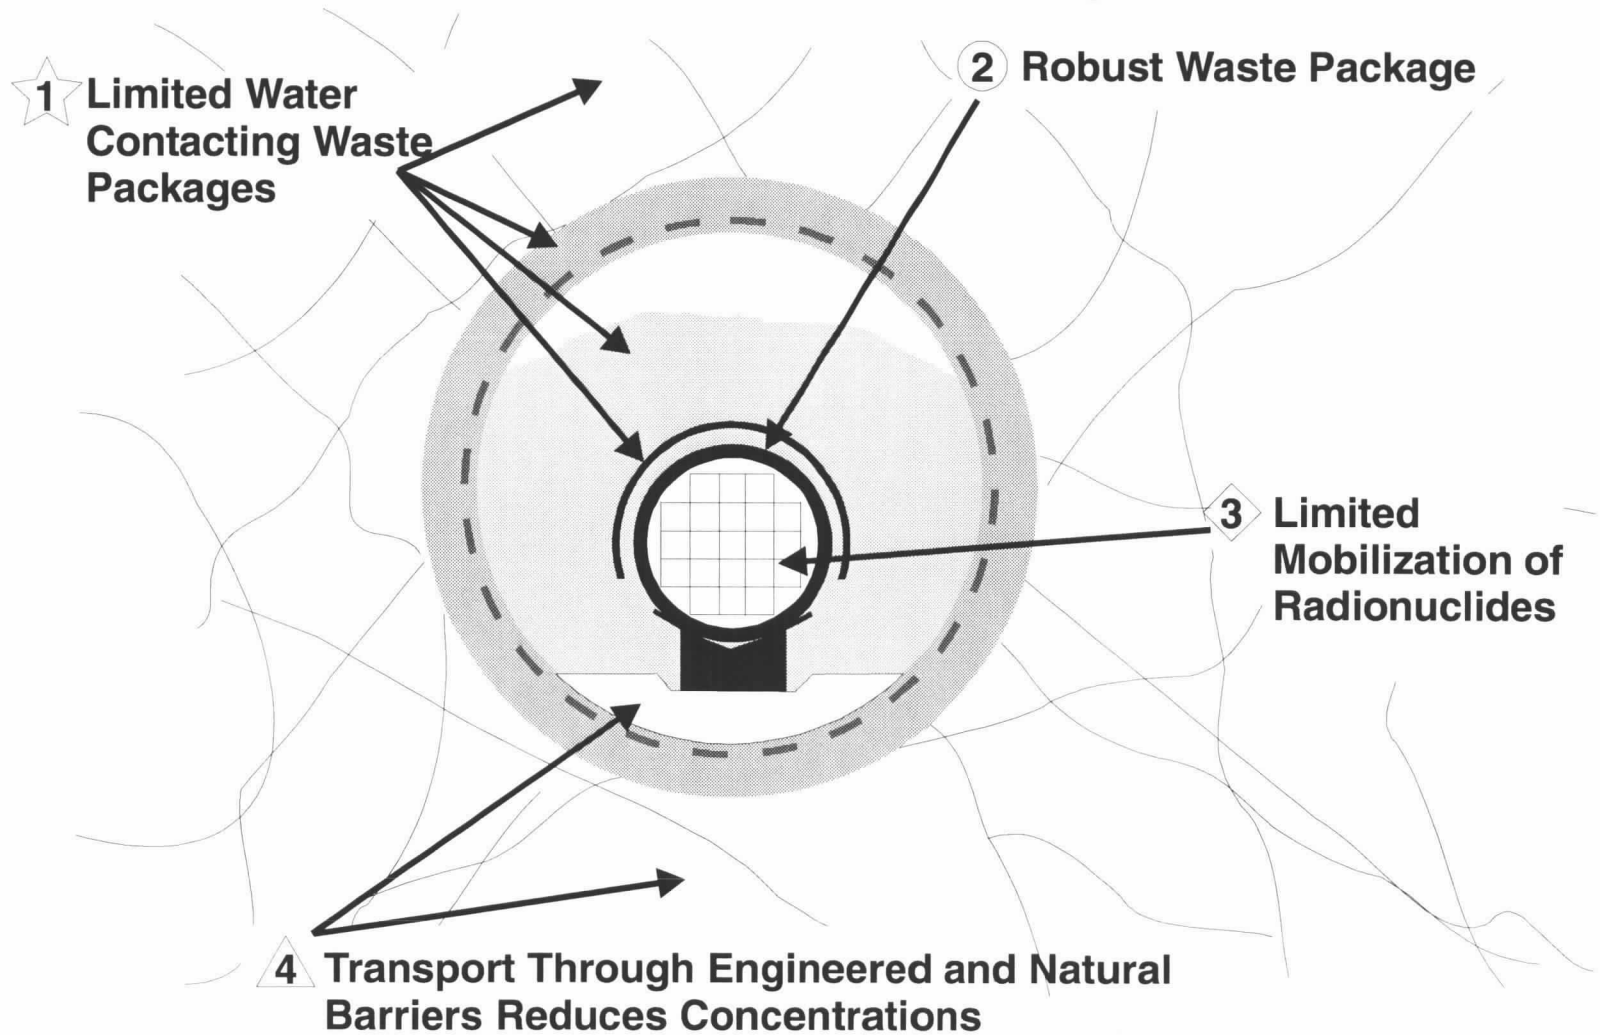 1 Limited Water
Contacting Waste
Packages
2 Robust Waste Package
3 Limited
Mobilization of
Radionuclides
4 Transport Through Engineered and Natural
Barriers Reduces Concentrations